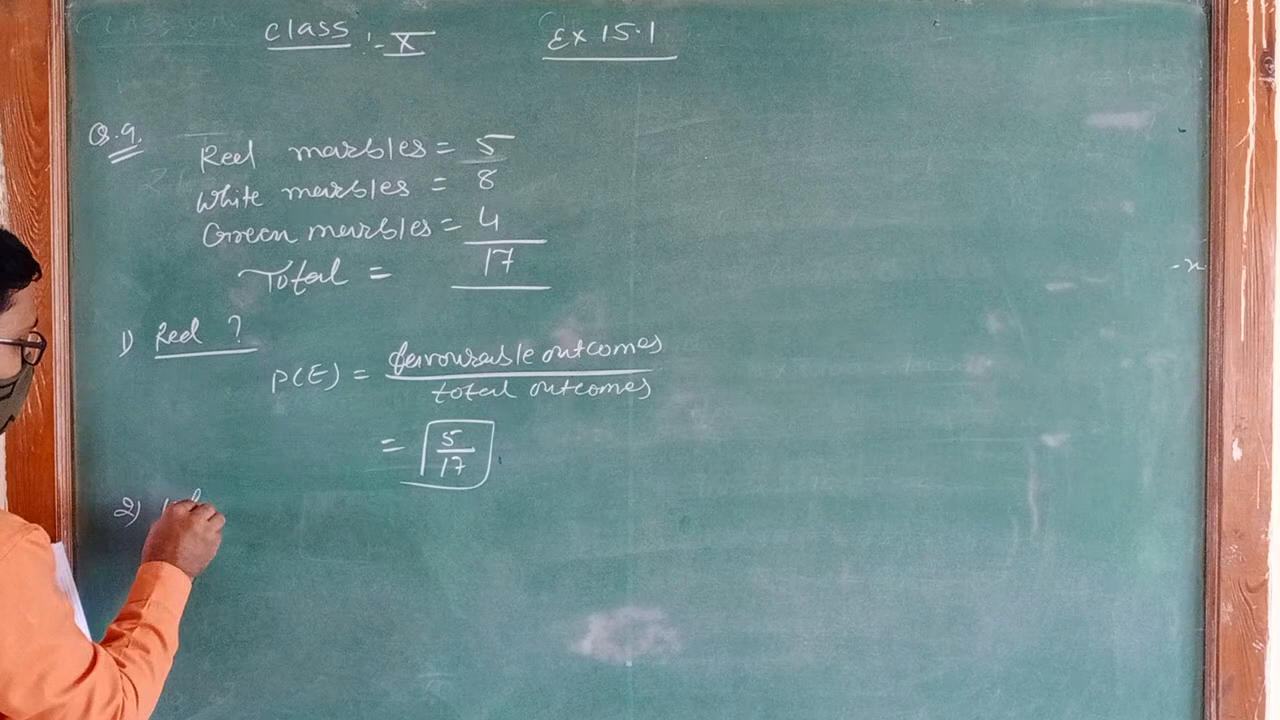 Class :- X Ex 15.1
Q.9. Red marbles = 5
White marbles = 8
Green marbles = 4
Total = 17
1) Red ?
P(E) = favourable outcomes / total outcomes
= 5/17
2)
-x